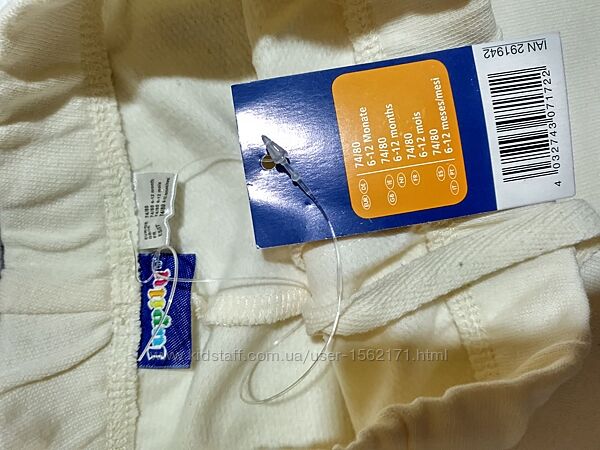 IAN 291942
74/80
6-12 Monate
74/80
6-12 months
74/80
6-12 mois
74/80
6-12 meses/mesi
4 032743 071722
lupilu
www.kidstaff.com.ua/user-1562171.html